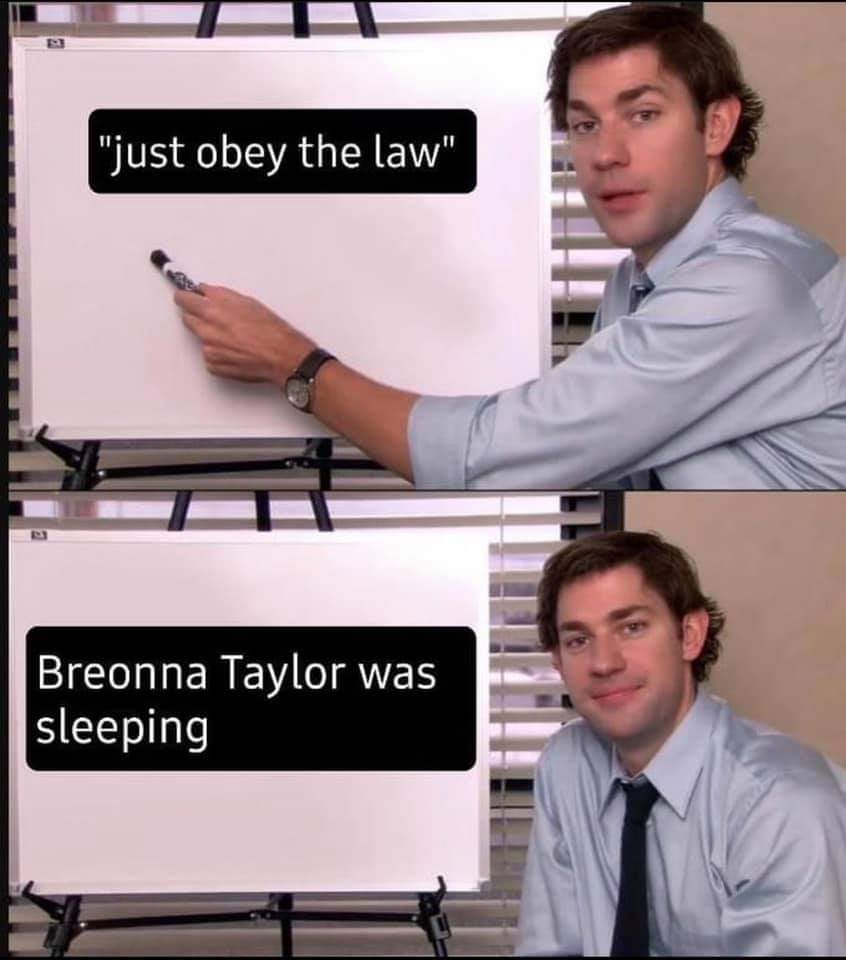 "just obey the law"
Breonna Taylor was
sleeping